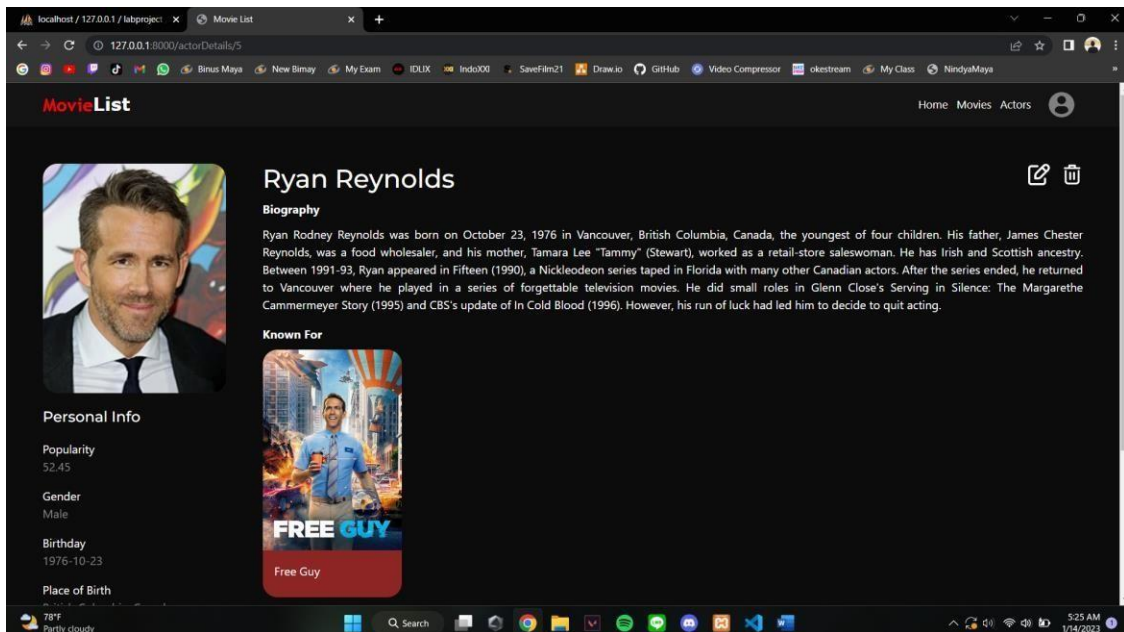 localhost / 127.0.0.1 / labproject
Movie List
127.0.0.1:8000/actorDetails/5
Binus Maya
New Bimay
My Exam
IDLIX
IndoXXI
SaveFilm21
Draw.io
GitHub
Video Compressor
okestream
My Class
NindyaMaya
MovieList
Home Movies Actors
Ryan Reynolds
Biography
Ryan Rodney Reynolds was born on October 23, 1976 in Vancouver, British Columbia, Canada, the youngest of four children. His father, James Chester
Reynolds, was a food wholesaler, and his mother, Tamara Lee "Tammy" (Stewart), worked as a retail-store saleswoman. He has Irish and Scottish ancestry.
Between 1991-93, Ryan appeared in Fifteen (1990), a Nickleodeon series taped in Florida with many other Canadian actors. After the series ended, he returned
to Vancouver where he played in a series of forgettable television movies. He did small roles in Glenn Close's Serving in Silence: The Margarethe
Cammermeyer Story (1995) and CBS's update of In Cold Blood (1996). However, his run of luck had led him to decide to quit acting.
Known For
FREE GUY
Free Guy
Personal Info
Popularity
52.45
Gender
Male
Birthday
1976-10-23
Place of Birth
78°F
Partly cloudy
Search
5:25 AM
1/14/2023